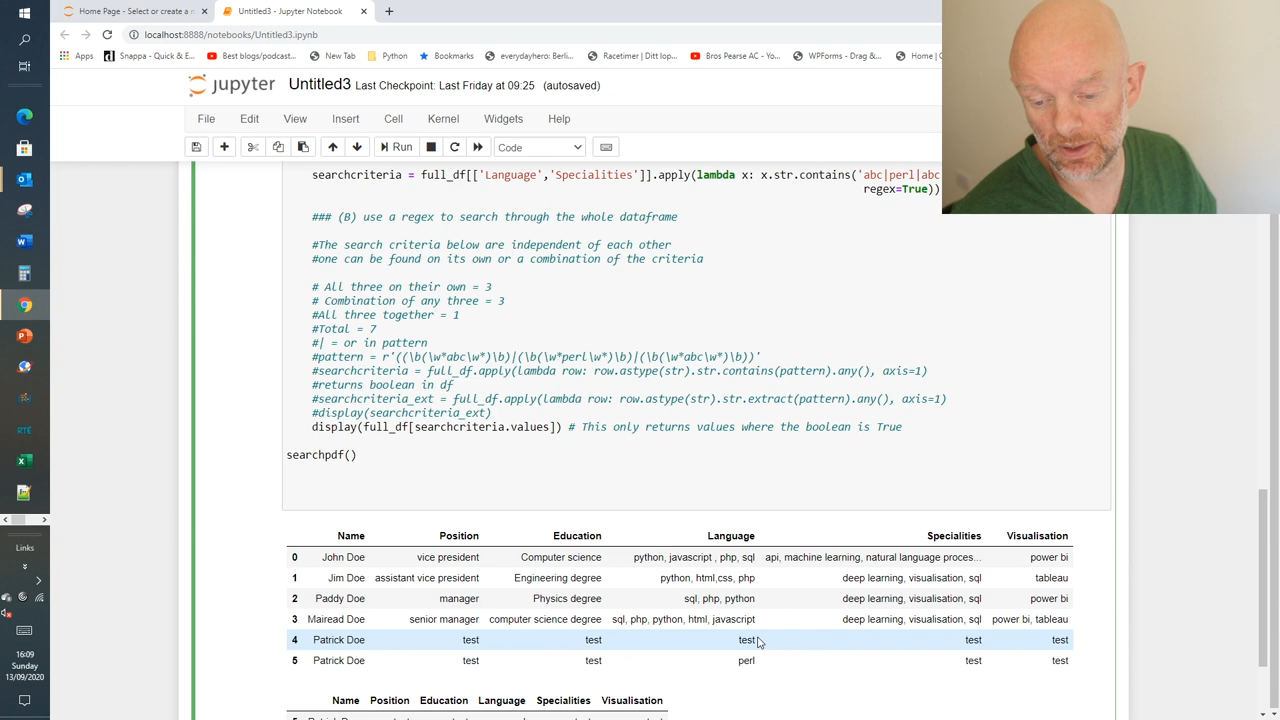 Home Page - Select or create a n
Untitled3 - Jupyter Notebook
localhost:8888/notebooks/Untitled3.ipynb
Apps
Snappa - Quick & E...
Best blogs/podcast...
New Tab
Python
Bookmarks
everydayhero: Berli...
Racetimer | Ditt lop...
Bros Pearse AC - Yo...
WPForms - Drag &...
Home (
jupyter Untitled3 Last Checkpoint: Last Friday at 09:25 (autosaved)
File Edit View Insert Cell Kernel Widgets Help
Run Code
searchcriteria = full_df[['Language','Specialities']].apply(lambda x: x.str.contains('abc|perl|abc
regex=True))
### (B) use a regex to search through the whole dataframe
#The search criteria below are independent of each other
#one can be found on its own or a combination of the criteria
# All three on their own = 3
# Combination of any three = 3
#All three together = 1
#Total = 7
#| = or in pattern
#pattern = r'((\b(\w*abc\w*)\b)|(\b(\w*perl\w*)\b)|(\b(\w*abc\w*)\b))'
#searchcriteria = full_df.apply(lambda row: row.astype(str).str.contains(pattern).any(), axis=1)
#returns boolean in df
#searchcriteria_ext = full_df.apply(lambda row: row.astype(str).str.extract(pattern).any(), axis=1)
#display(searchcriteria_ext)
display(full_df[searchcriteria.values]) # This only returns values where the boolean is True
searchpdf()
Name Position Education Language Specialities Visualisation
0 John Doe vice president Computer science python, javascript , php, sql api, machine learning, natural language proces... power bi
1 Jim Doe assistant vice president Engineering degree python, html,css, php deep learning, visualisation, sql tableau
2 Paddy Doe manager Physics degree sql, php, python deep learning, visualisation, sql power bi
3 Mairead Doe senior manager computer science degree sql, php, python, html, javascript deep learning, visualisation, sql power bi, tableau
4 Patrick Doe test test test test test
5 Patrick Doe test test perl test test
Name Position Education Language Specialities Visualisation
RTÉ
Links
16:09
Sunday
13/09/2020